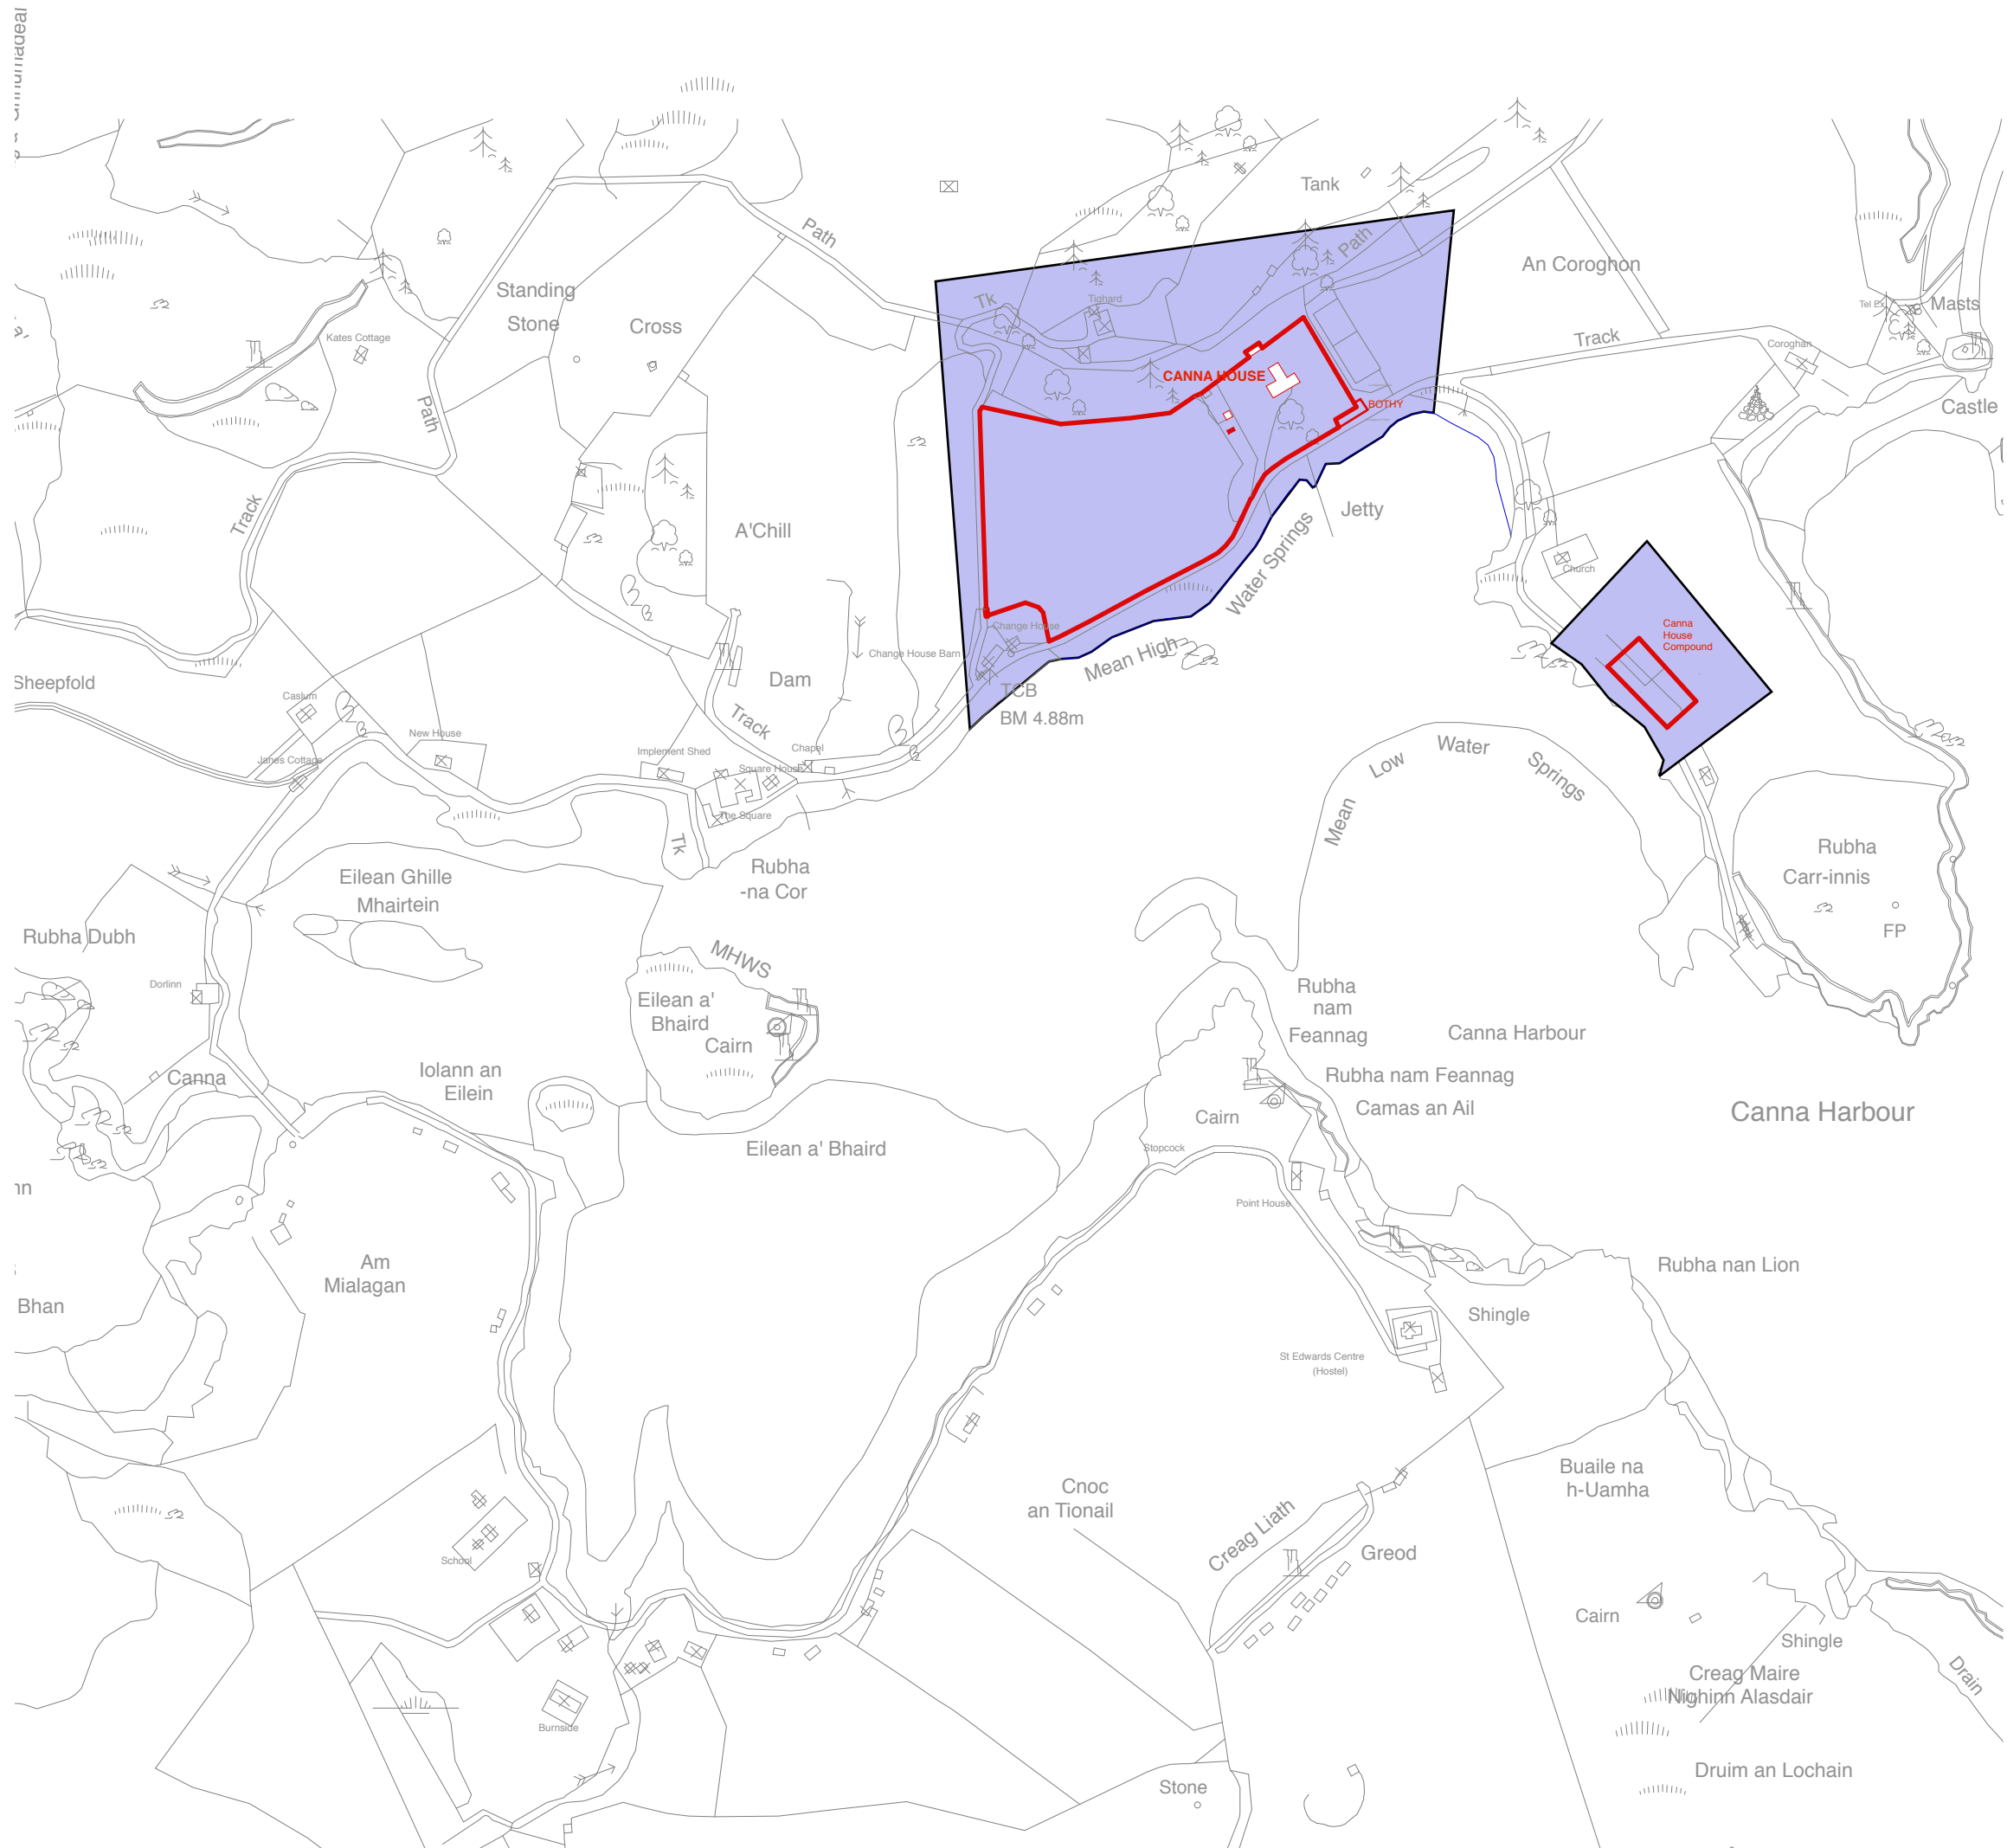 Tank
Path
Path
An Coroghon
Standing
Stone
Cross
Tk
Tighard
Tel Ex
Masts
Kates Cottage
Track
Coroghan
CANNA HOUSE
BOTHY
Castle
Path
Track
A'Chill
Jetty
Water Springs
Church
Change House
Change House Barn
Mean High
Canna
House
Compound
Sheepfold
Dam
TCB
BM 4.88m
Caslum
Track
New House
Implement Shed
Chapel
Janes Cottage
Square House
The Square
Mean
Low
Water
Springs
Tk
Rubha
-na Cor
Rubha
Carr-innis
FP
Eilean Ghille
Mhairtein
Rubha Dubh
MHWS
Dorlinn
Eilean a'
Bhaird
Cairn
Rubha
nam
Feannag
Canna Harbour
Canna
Iolann an
Eilein
Rubha nam Feannag
Camas an Ail
Cairn
Canna Harbour
Eilean a' Bhaird
Stopcock
Point House
Am
Mialagan
Bhan
Rubha nan Lion
Shingle
St Edwards Centre
(Hostel)
Cnoc
an Tionail
Buaile na
h-Uamha
Creag Liath
Greod
School
Cairn
Shingle
Drain
Creag Maire
Nighinn Alasdair
Burnside
Druim an Lochain
Stone